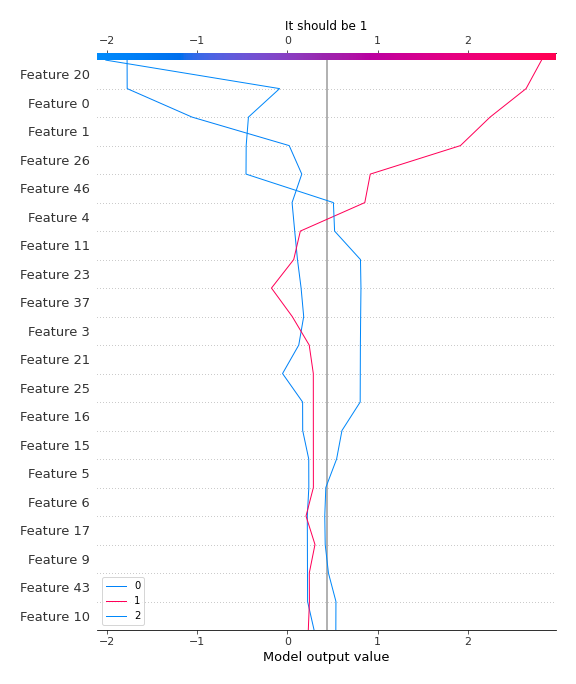 It should be 1
−2 −1 0 1 2
Feature 20
Feature 0
Feature 1
Feature 26
Feature 46
Feature 4
Feature 11
Feature 23
Feature 37
Feature 3
Feature 21
Feature 25
Feature 16
Feature 15
Feature 5
Feature 6
Feature 17
Feature 9
Feature 43
Feature 10
0
1
2
−2 −1 0 1 2
Model output value